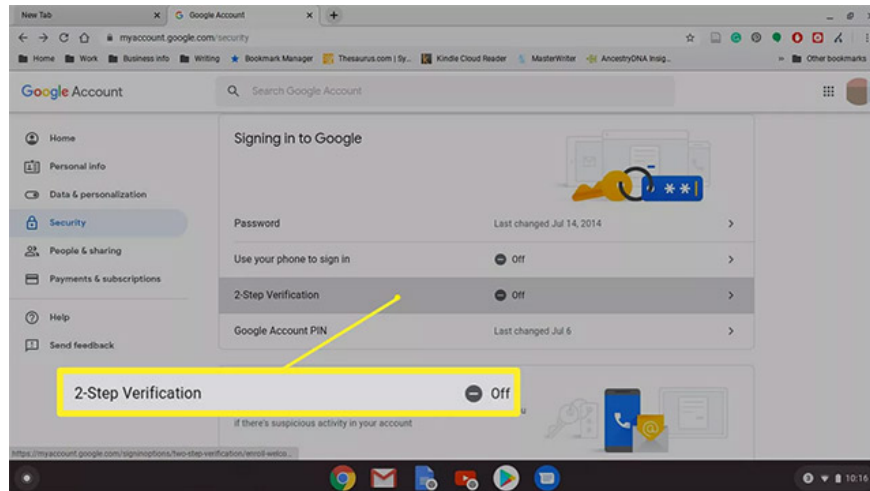 New Tab
Google Account
myaccount.google.com/security
Home Work Business info Writing Bookmark Manager Thesaurus.com | Sy... Kindle Cloud Reader MasterWriter AncestryDNA Insig... » Other bookmarks
Google Account
Search Google Account
Home
Personal info
Data & personalization
Security
People & sharing
Payments & subscriptions
Help
Send feedback
Signing in to Google
**
Password Last changed Jul 14, 2014
Use your phone to sign in Off
2-Step Verification Off
Google Account PIN Last changed Jul 6
2-Step Verification Off
if there's suspicious activity in your account
https://myaccount.google.com/signinoptions/two-step-verification/enroll-welco...
10:16